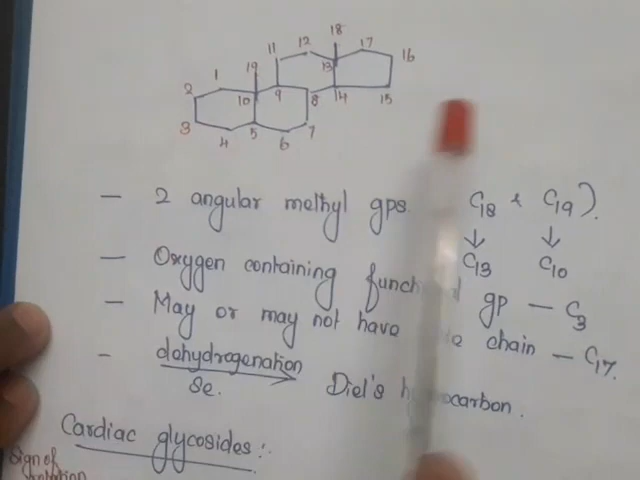 18
11 12 17
19 13 16
1
2 10 9 8 14 15
3 5 7
4 6
- 2 angular methyl gps. C18 & C19).
↓ ↓
C13 C10
- Oxygen containing gp - C3
- May or may not have chain - C17.
- dehydrogenation
Se. Diel's
Cardiac glycosides :-
Sign of